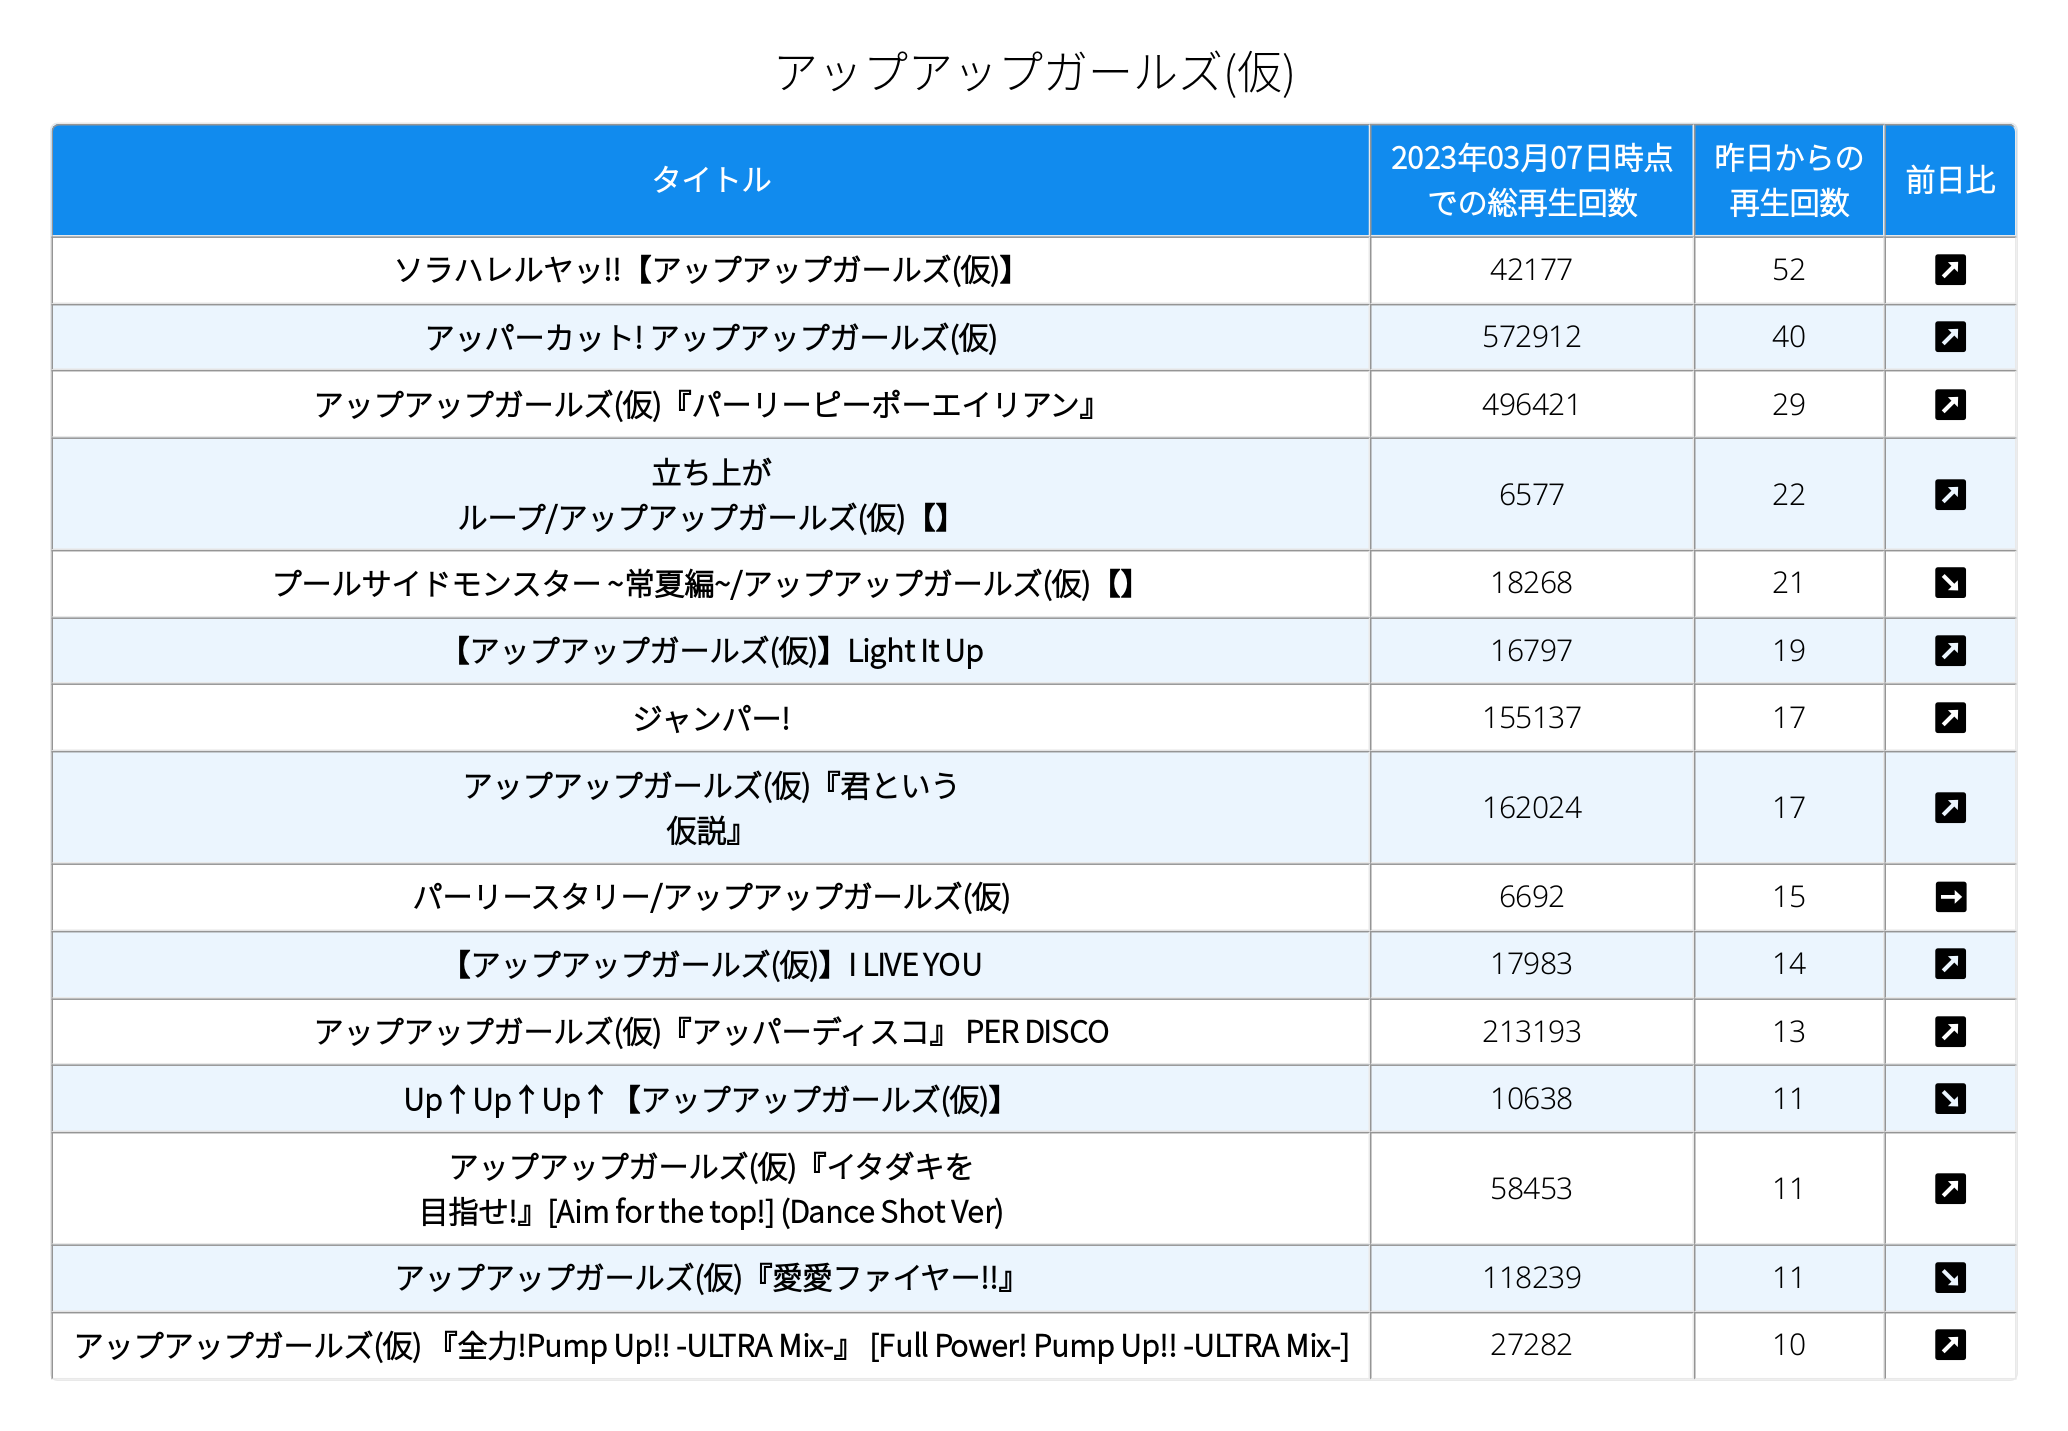 アップアップガールズ(仮)
タイトル
2023年03月07日時点
での総再生回数
昨日からの
再生回数
前日比
ソラハレルヤッ!!【アップアップガールズ(仮)】 42177 52 ↗
アッパーカット! アップアップガールズ(仮) 572912 40 ↗
アップアップガールズ(仮)『パーリーピーポーエイリアン』 496421 29 ↗
立ち上が
ループ/アップアップガールズ(仮)【】 6577 22 ↗
プールサイドモンスター ~常夏編~/アップアップガールズ(仮)【】 18268 21 ↘
【アップアップガールズ(仮)】Light It Up 16797 19 ↗
ジャンパー! 155137 17 ↗
アップアップガールズ(仮)『君という
仮説』 162024 17 ↗
パーリースタリー/アップアップガールズ(仮) 6692 15 →
【アップアップガールズ(仮)】I LIVE YOU 17983 14 ↗
アップアップガールズ(仮)『アッパーディスコ』 PER DISCO 213193 13 ↗
Up↑Up↑Up↑【アップアップガールズ(仮)】 10638 11 ↘
アップアップガールズ(仮)『イタダキを
目指せ!』[Aim for the top!] (Dance Shot Ver) 58453 11 ↗
アップアップガールズ(仮)『愛愛ファイヤー!!』 118239 11 ↘
アップアップガールズ(仮) 『全力!Pump Up!! -ULTRA Mix-』 [Full Power! Pump Up!! -ULTRA Mix-] 27282 10 ↗